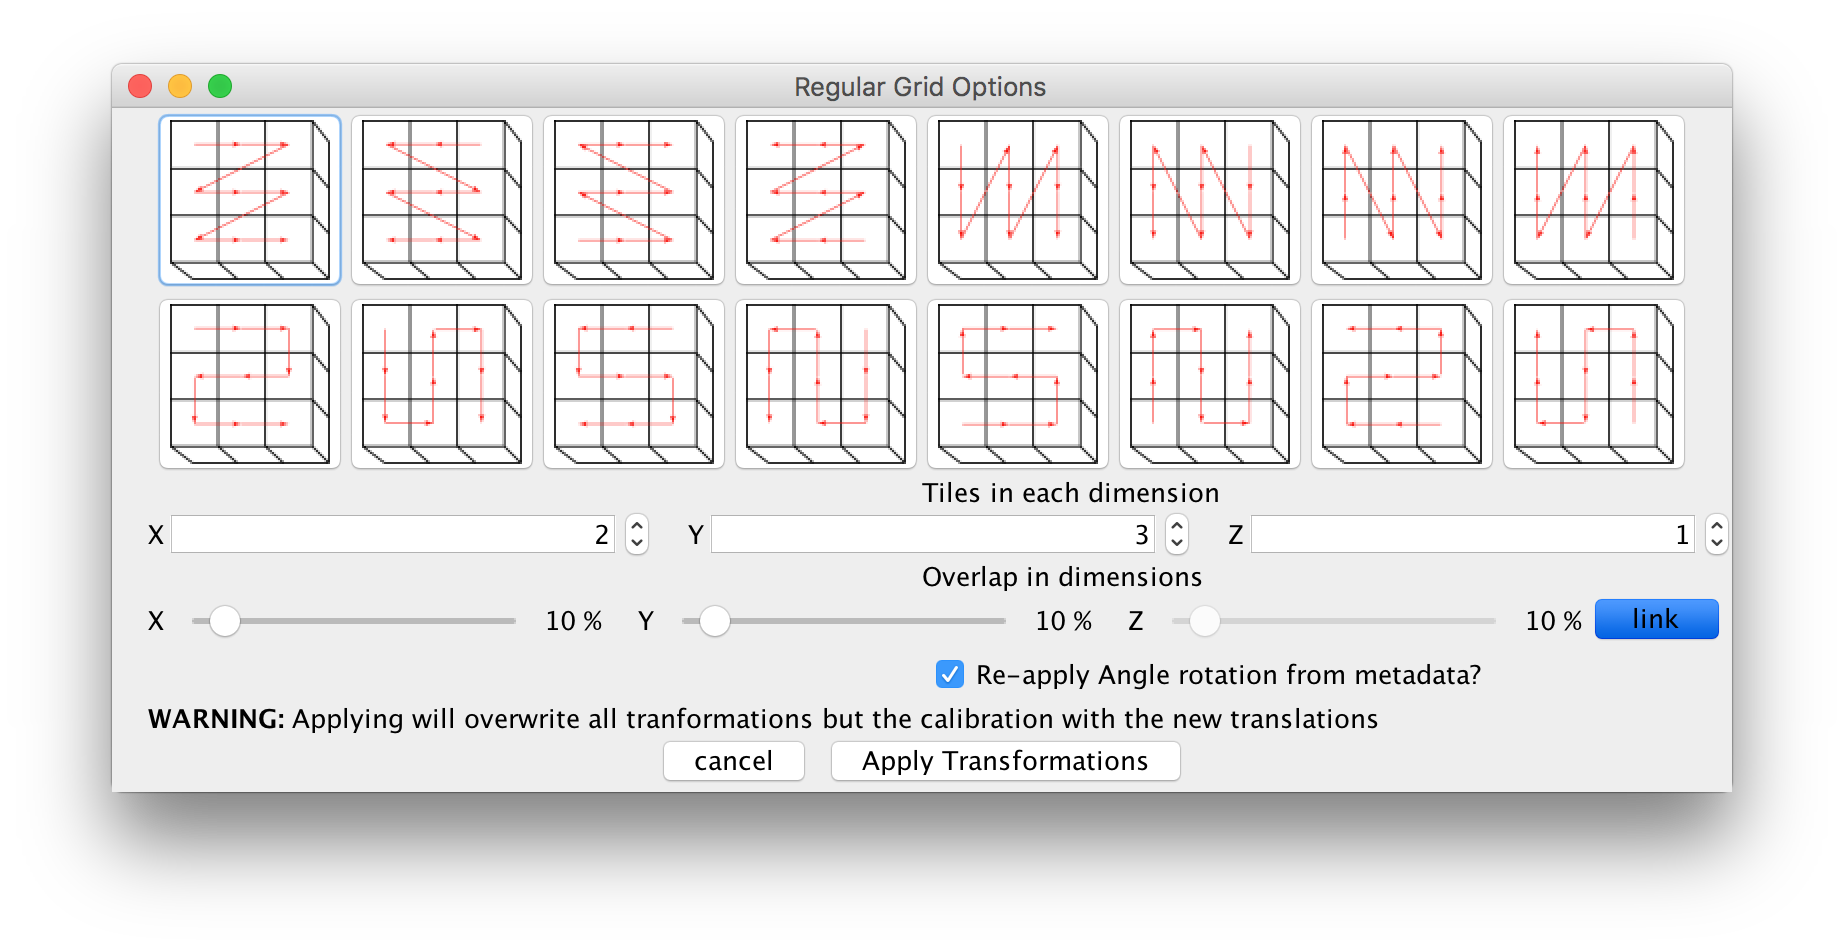 Regular Grid Options
Tiles in each dimension
X 2 Y 3 Z 1
Overlap in dimensions
X 10 % Y 10 % Z 10 % link
Re-apply Angle rotation from metadata?
WARNING: Applying will overwrite all tranformations but the calibration with the new translations
cancel Apply Transformations